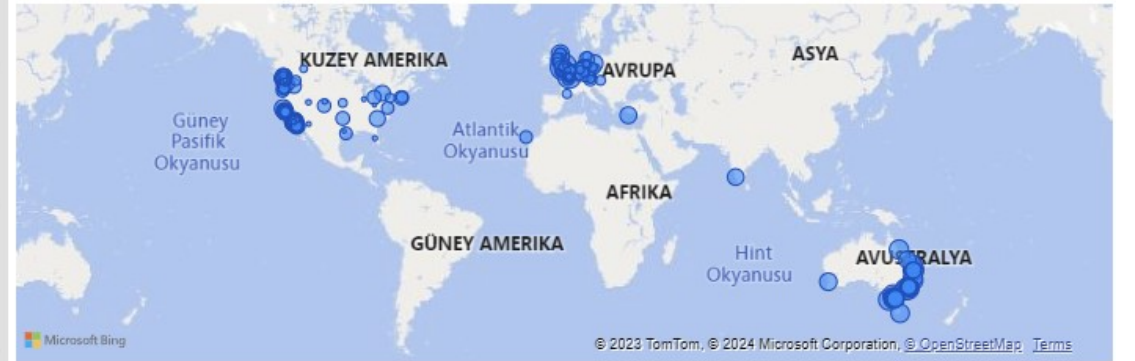 KUZEY AMERIKA
ASYA
AVRUPA
Güney
Pasifik
Okyanusu
Atlantik
Okyanusu
AFRIKA
GÜNEY AMERIKA
Hint
Okyanusu
AVUSTRALYA
Microsoft Bing
© 2023 TomTom, © 2024 Microsoft Corporation, © OpenStreetMap Terms